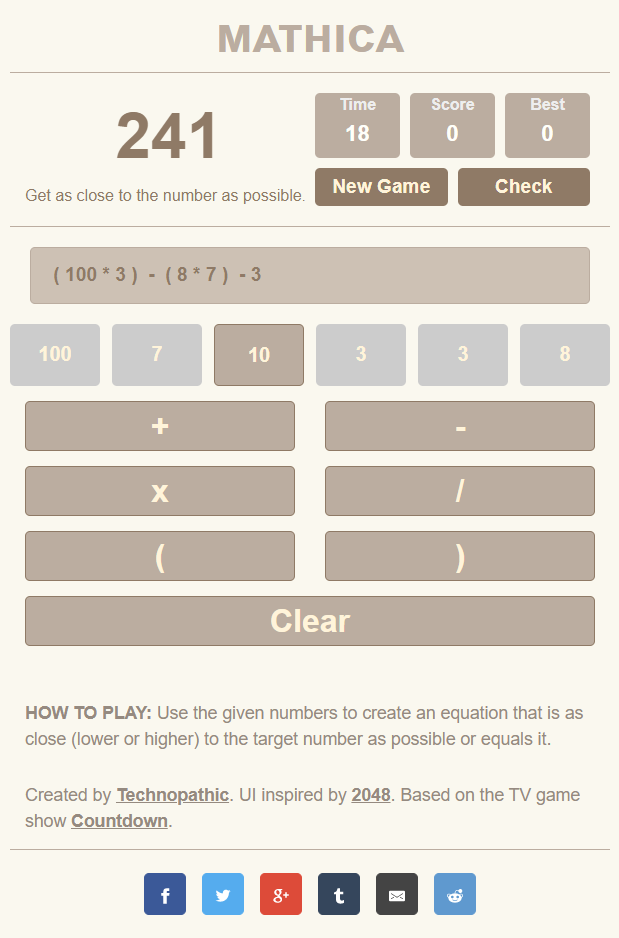 MATHICA
241
Get as close to the number as possible.
Time Score Best
18 0 0
New Game Check
( 100 * 3 ) - ( 8 * 7 ) - 3
100 7 10 3 3 8
+ -
x /
( )
Clear
HOW TO PLAY: Use the given numbers to create an equation that is as
close (lower or higher) to the target number as possible or equals it.
Created by Technopathic. UI inspired by 2048. Based on the TV game
show Countdown.
f g+ t